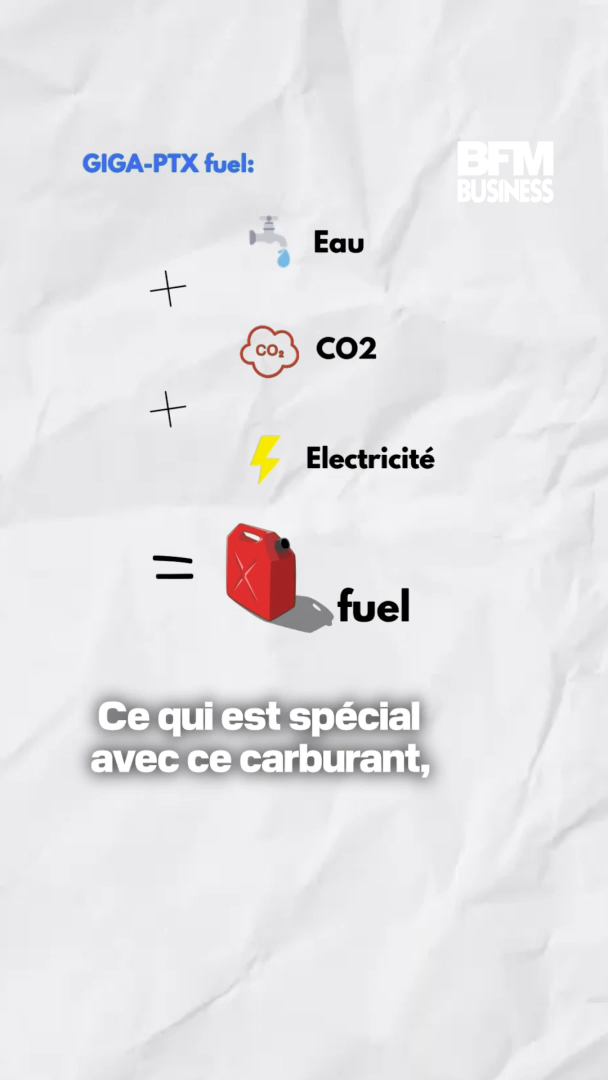 GIGA-PTX fuel:
BFM
BUSINESS
Eau
CO₂
CO2
Electricité
fuel
Ce qui est spécial
avec ce carburant,